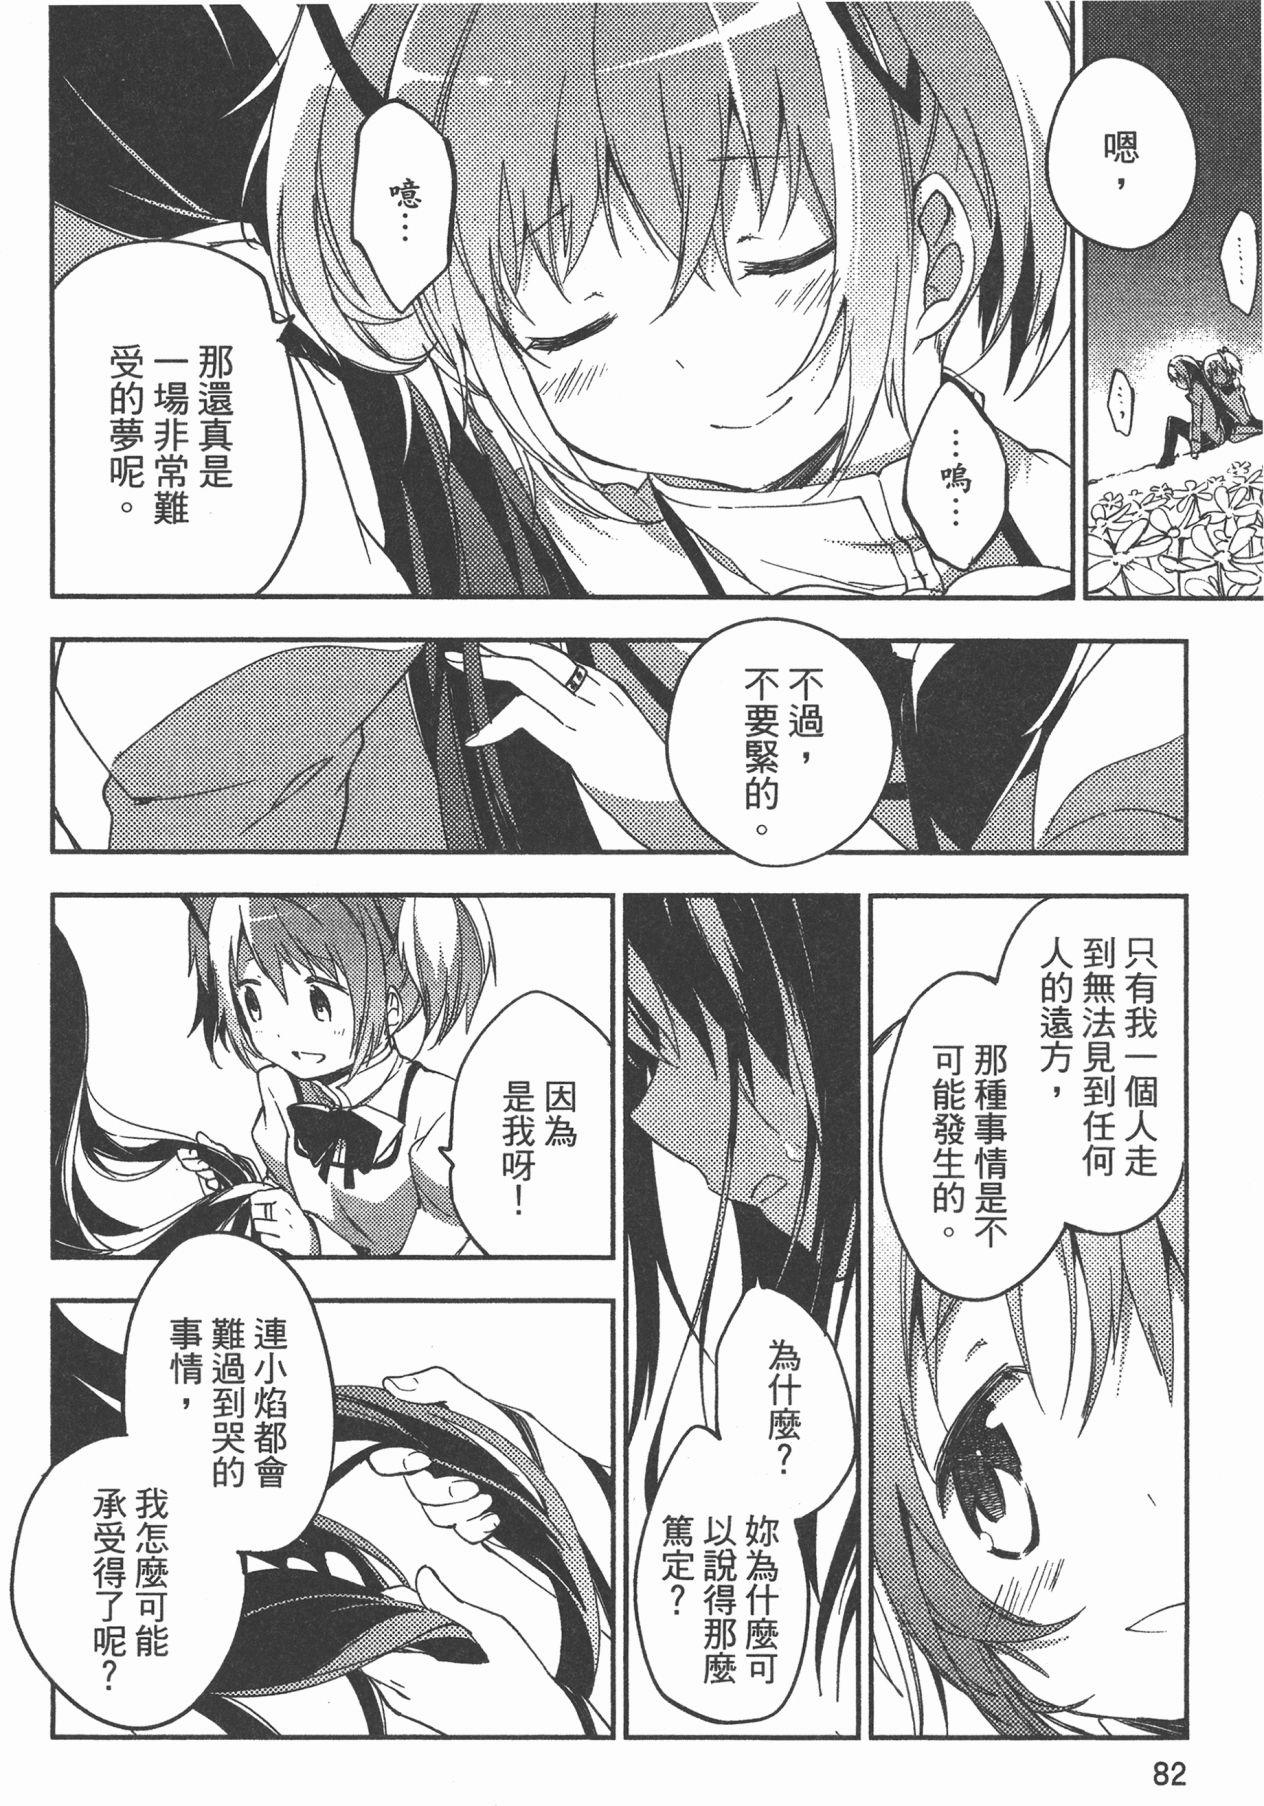 嗯，
……
……，
…嗚…
噫…
那還真是
一場非常難
受的夢呢。
不過，
不要緊的。
只有我一個人走
到無法見到任何
人的遠方，
那種事情是不
可能發生的。
為什麼？
妳為什麼可
以說得那麼
篤定？
因為
是我呀！
連小焰都會
難過到哭的
事情，
我怎麼可能
承受得了呢？
82